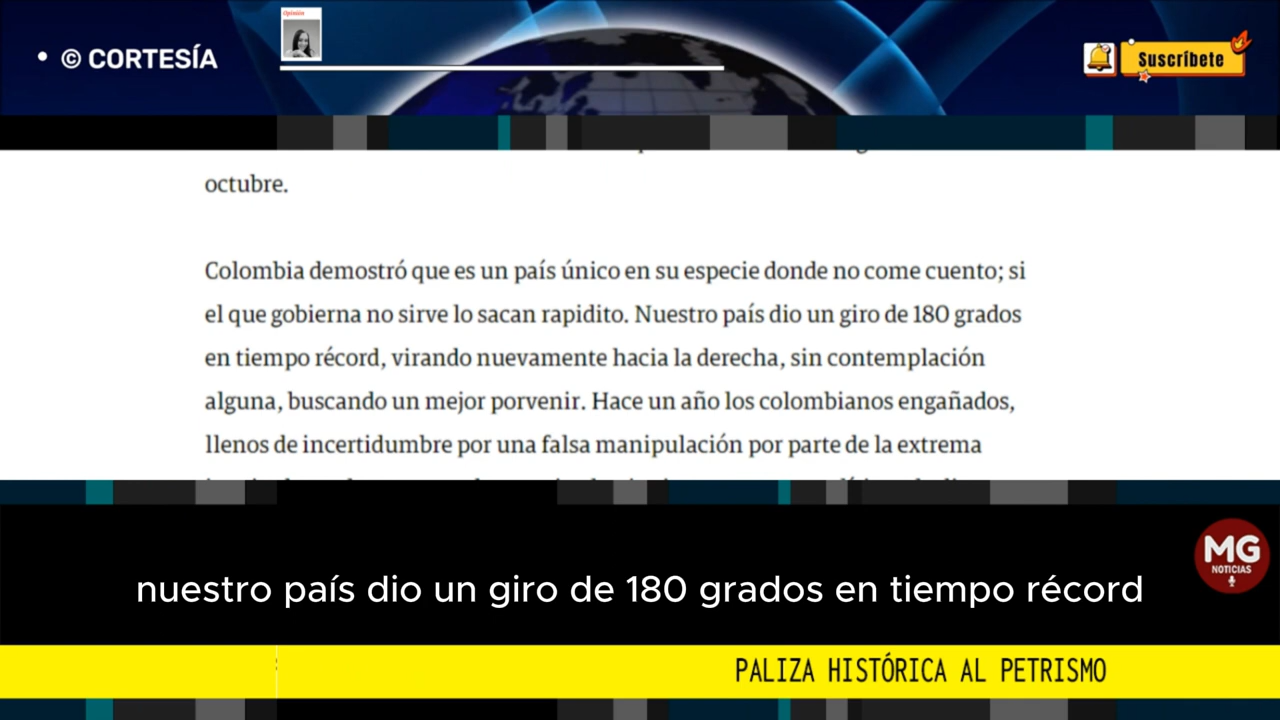 Opinión
• © CORTESÍA
Suscríbete
octubre.
Colombia demostró que es un país único en su especie donde no come cuento; si
el que gobierna no sirve lo sacan rapidito. Nuestro país dio un giro de 180 grados
en tiempo récord, virando nuevamente hacia la derecha, sin contemplación
alguna, buscando un mejor porvenir. Hace un año los colombianos engañados,
llenos de incertidumbre por una falsa manipulación por parte de la extrema
MG
NOTICIAS
nuestro país dio un giro de 180 grados en tiempo récord
PALIZA HISTÓRICA AL PETRISMO